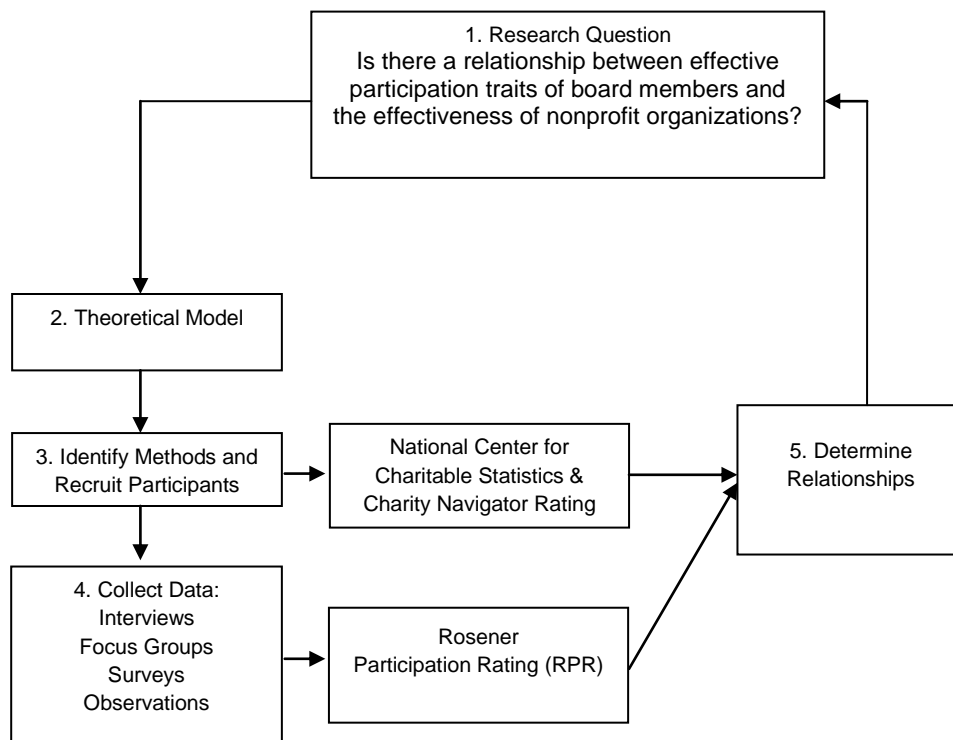 1. Research Question
Is there a relationship between effective
participation traits of board members and
the effectiveness of nonprofit organizations?
2. Theoretical Model
3. Identify Methods and
Recruit Participants
National Center for
Charitable Statistics &
Charity Navigator Rating
5. Determine
Relationships
4. Collect Data:
Interviews
Focus Groups
Surveys
Observations
Rosener
Participation Rating (RPR)